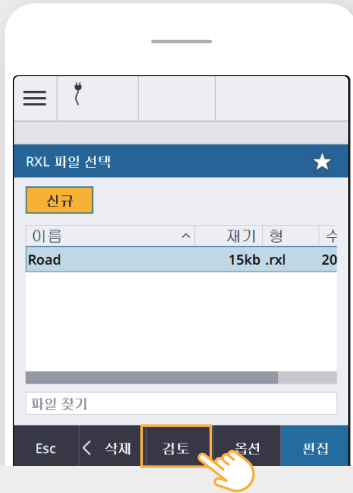 RXL 파일 선택
신규
이름 재기 형 수
Road 15kb .rxl 20
파일 찾기
Esc 삭제 검토 옵션 편집